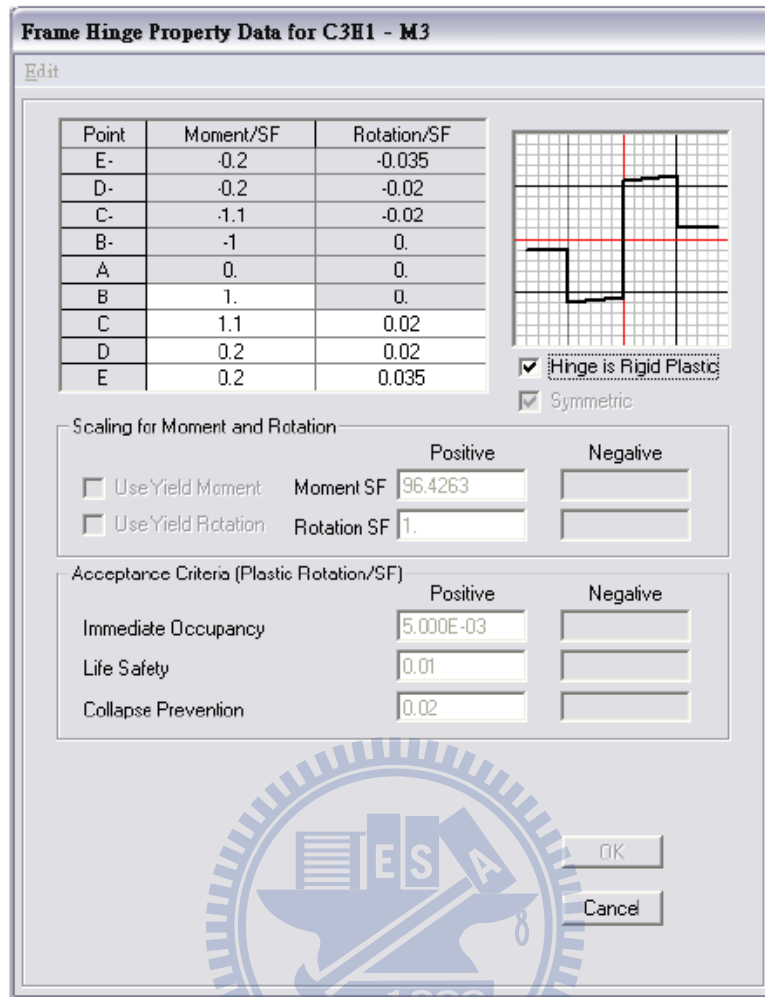 Frame Hinge Property Data for C3H1 - M3
Edit
Point Moment/SF Rotation/SF
E- -0.2 -0.035
D- -0.2 -0.02
C- -1.1 -0.02
B- -1 0.
A 0. 0.
B 1. 0.
C 1.1 0.02
D 0.2 0.02
E 0.2 0.035
Hinge is Rigid Plastic
Symmetric
Scaling for Moment and Rotation
Positive Negative
Use Yield Moment Moment SF 96.4263
Use Yield Rotation Rotation SF 1.
Acceptance Criteria (Plastic Rotation/SF)
Positive Negative
Immediate Occupancy 5.000E-03
Life Safety 0.01
Collapse Prevention 0.02
ES A
OK
Cancel
8